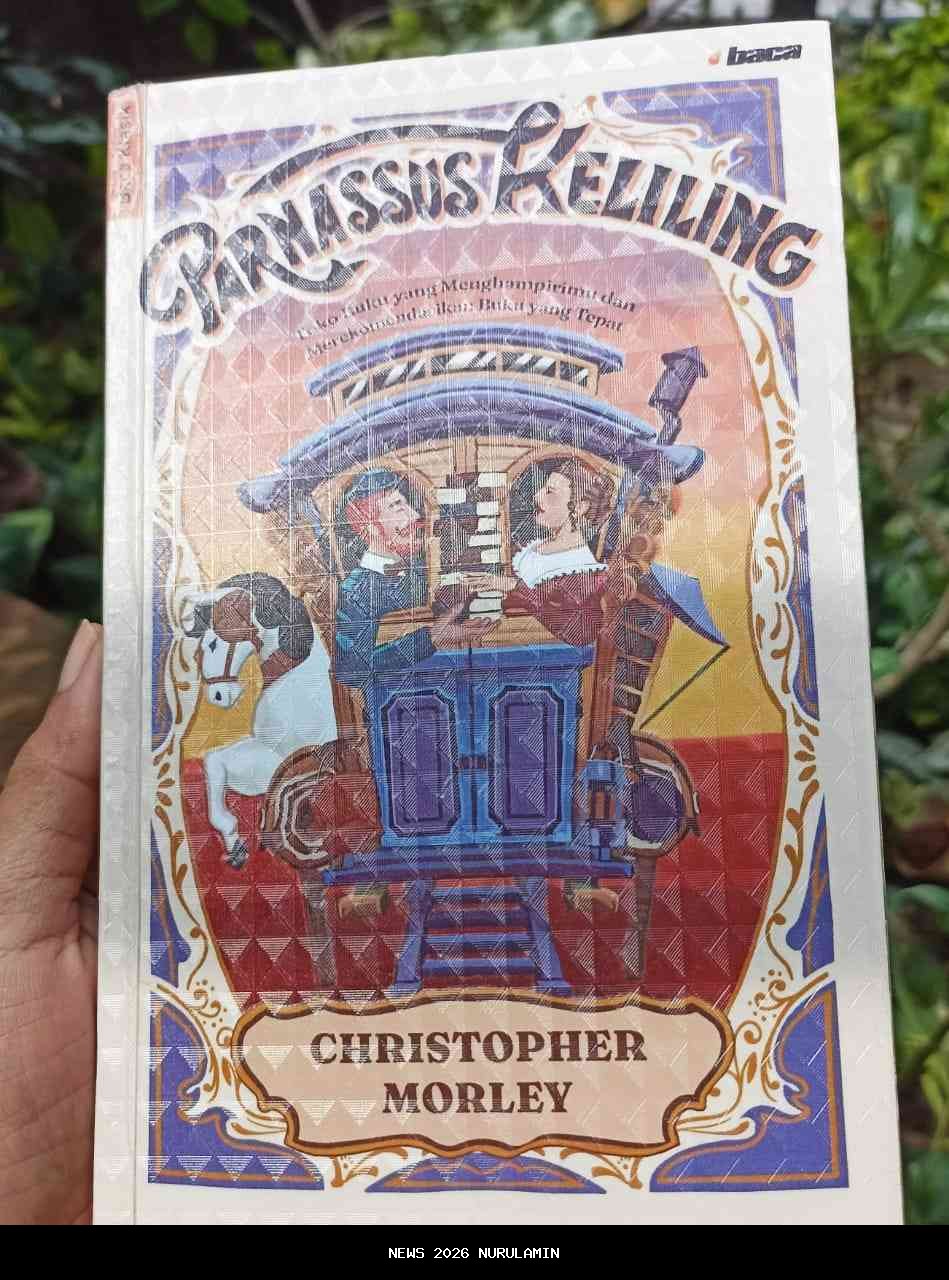 baca
PARNASSUS KELILING
Toko Buku yang Menghampirimu dan
Merekomendasikan Buku yang Tepat
CHRISTOPHER
MORLEY
NEWS 2026 NURULAMIN